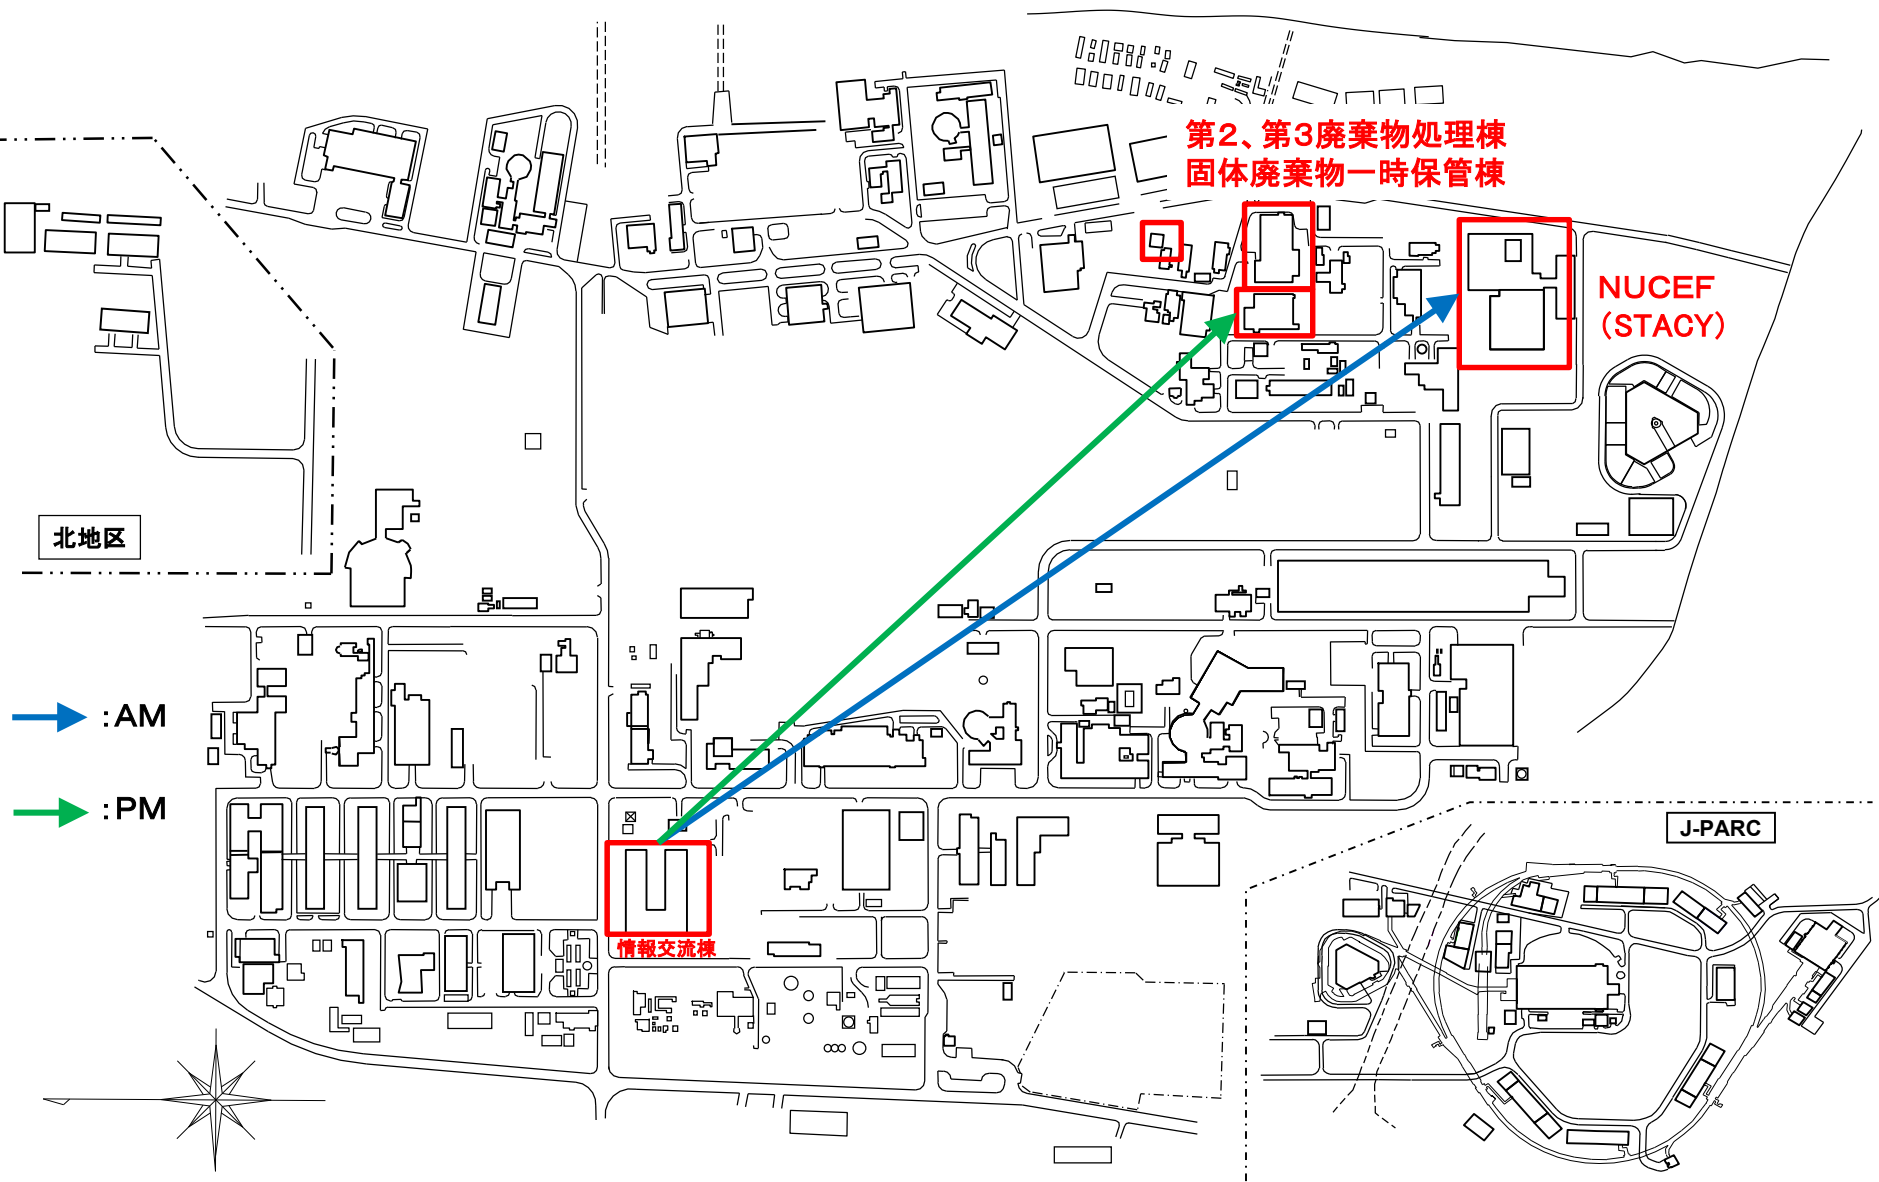 第2、第3廃棄物処理棟
固体廃棄物一時保管棟
NUCEF
（STACY）
北地区
：AM
：PM
J-PARC
情報交流棟